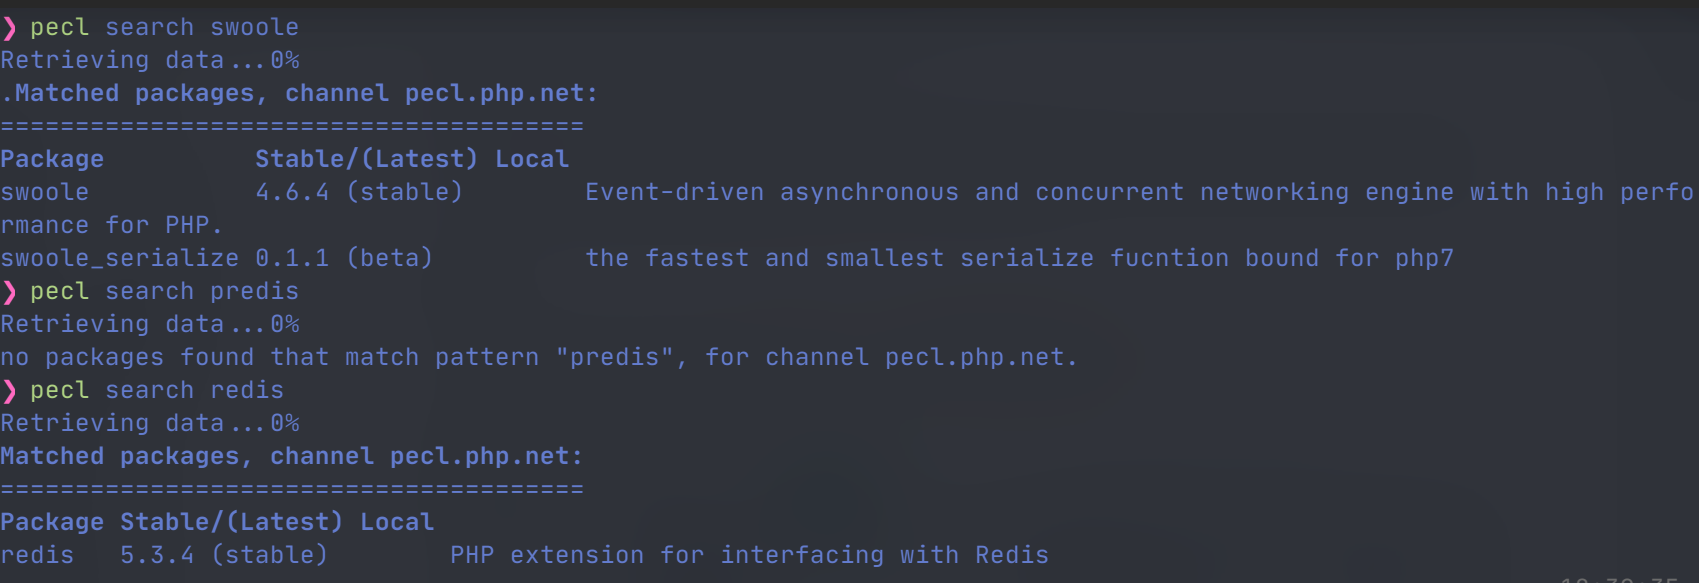 ❯ pecl search swoole
Retrieving data...0%
.Matched packages, channel pecl.php.net:
=======================================
Package          Stable/(Latest) Local
swoole           4.6.4 (stable)        Event-driven asynchronous and concurrent networking engine with high perfo
rmance for PHP.
swoole_serialize 0.1.1 (beta)          the fastest and smallest serialize fucntion bound for php7
❯ pecl search predis
Retrieving data...0%
no packages found that match pattern "predis", for channel pecl.php.net.
❯ pecl search redis
Retrieving data...0%
Matched packages, channel pecl.php.net:
=======================================
Package Stable/(Latest) Local
redis   5.3.4 (stable)        PHP extension for interfacing with Redis